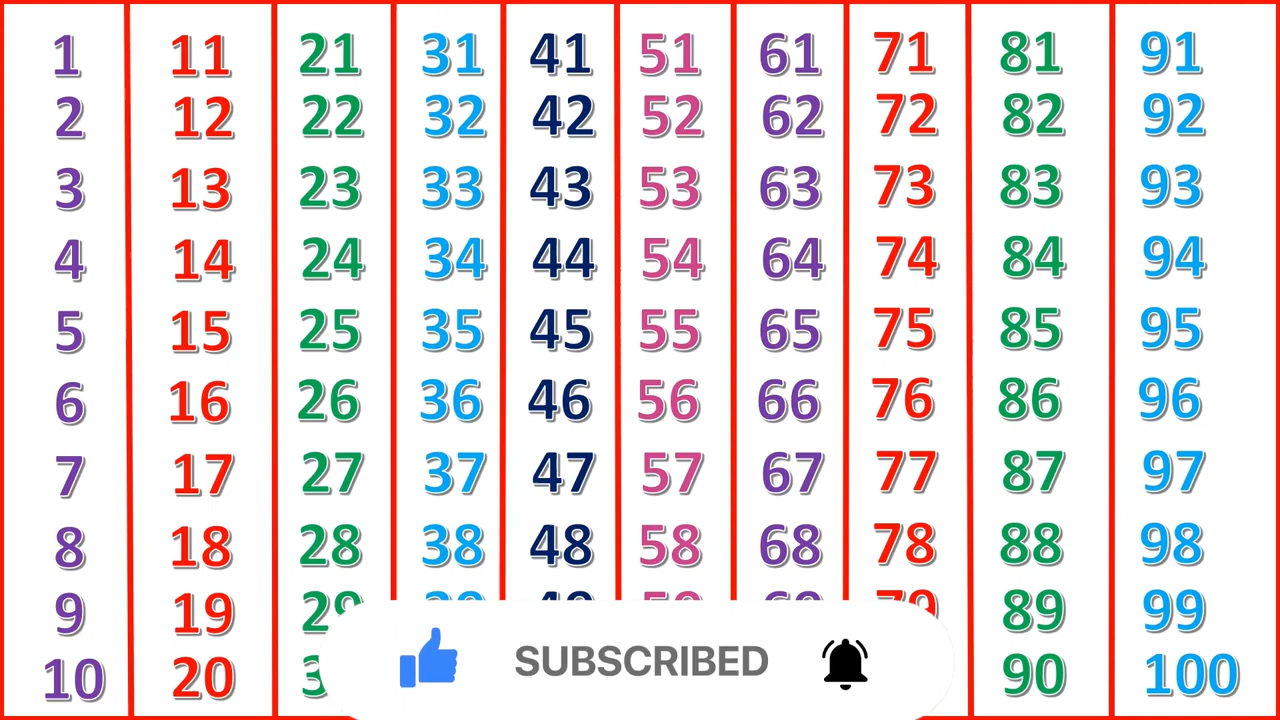 1 11 21 31 41 51 61 71 81 91
2 12 22 32 42 52 62 72 82 92
3 13 23 33 43 53 63 73 83 93
4 14 24 34 44 54 64 74 84 94
5 15 25 35 45 55 65 75 85 95
6 16 26 36 46 56 66 76 86 96
7 17 27 37 47 57 67 77 87 97
8 18 28 38 48 58 68 78 88 98
9 19 29 79 89 99
10 20 90 100
SUBSCRIBED